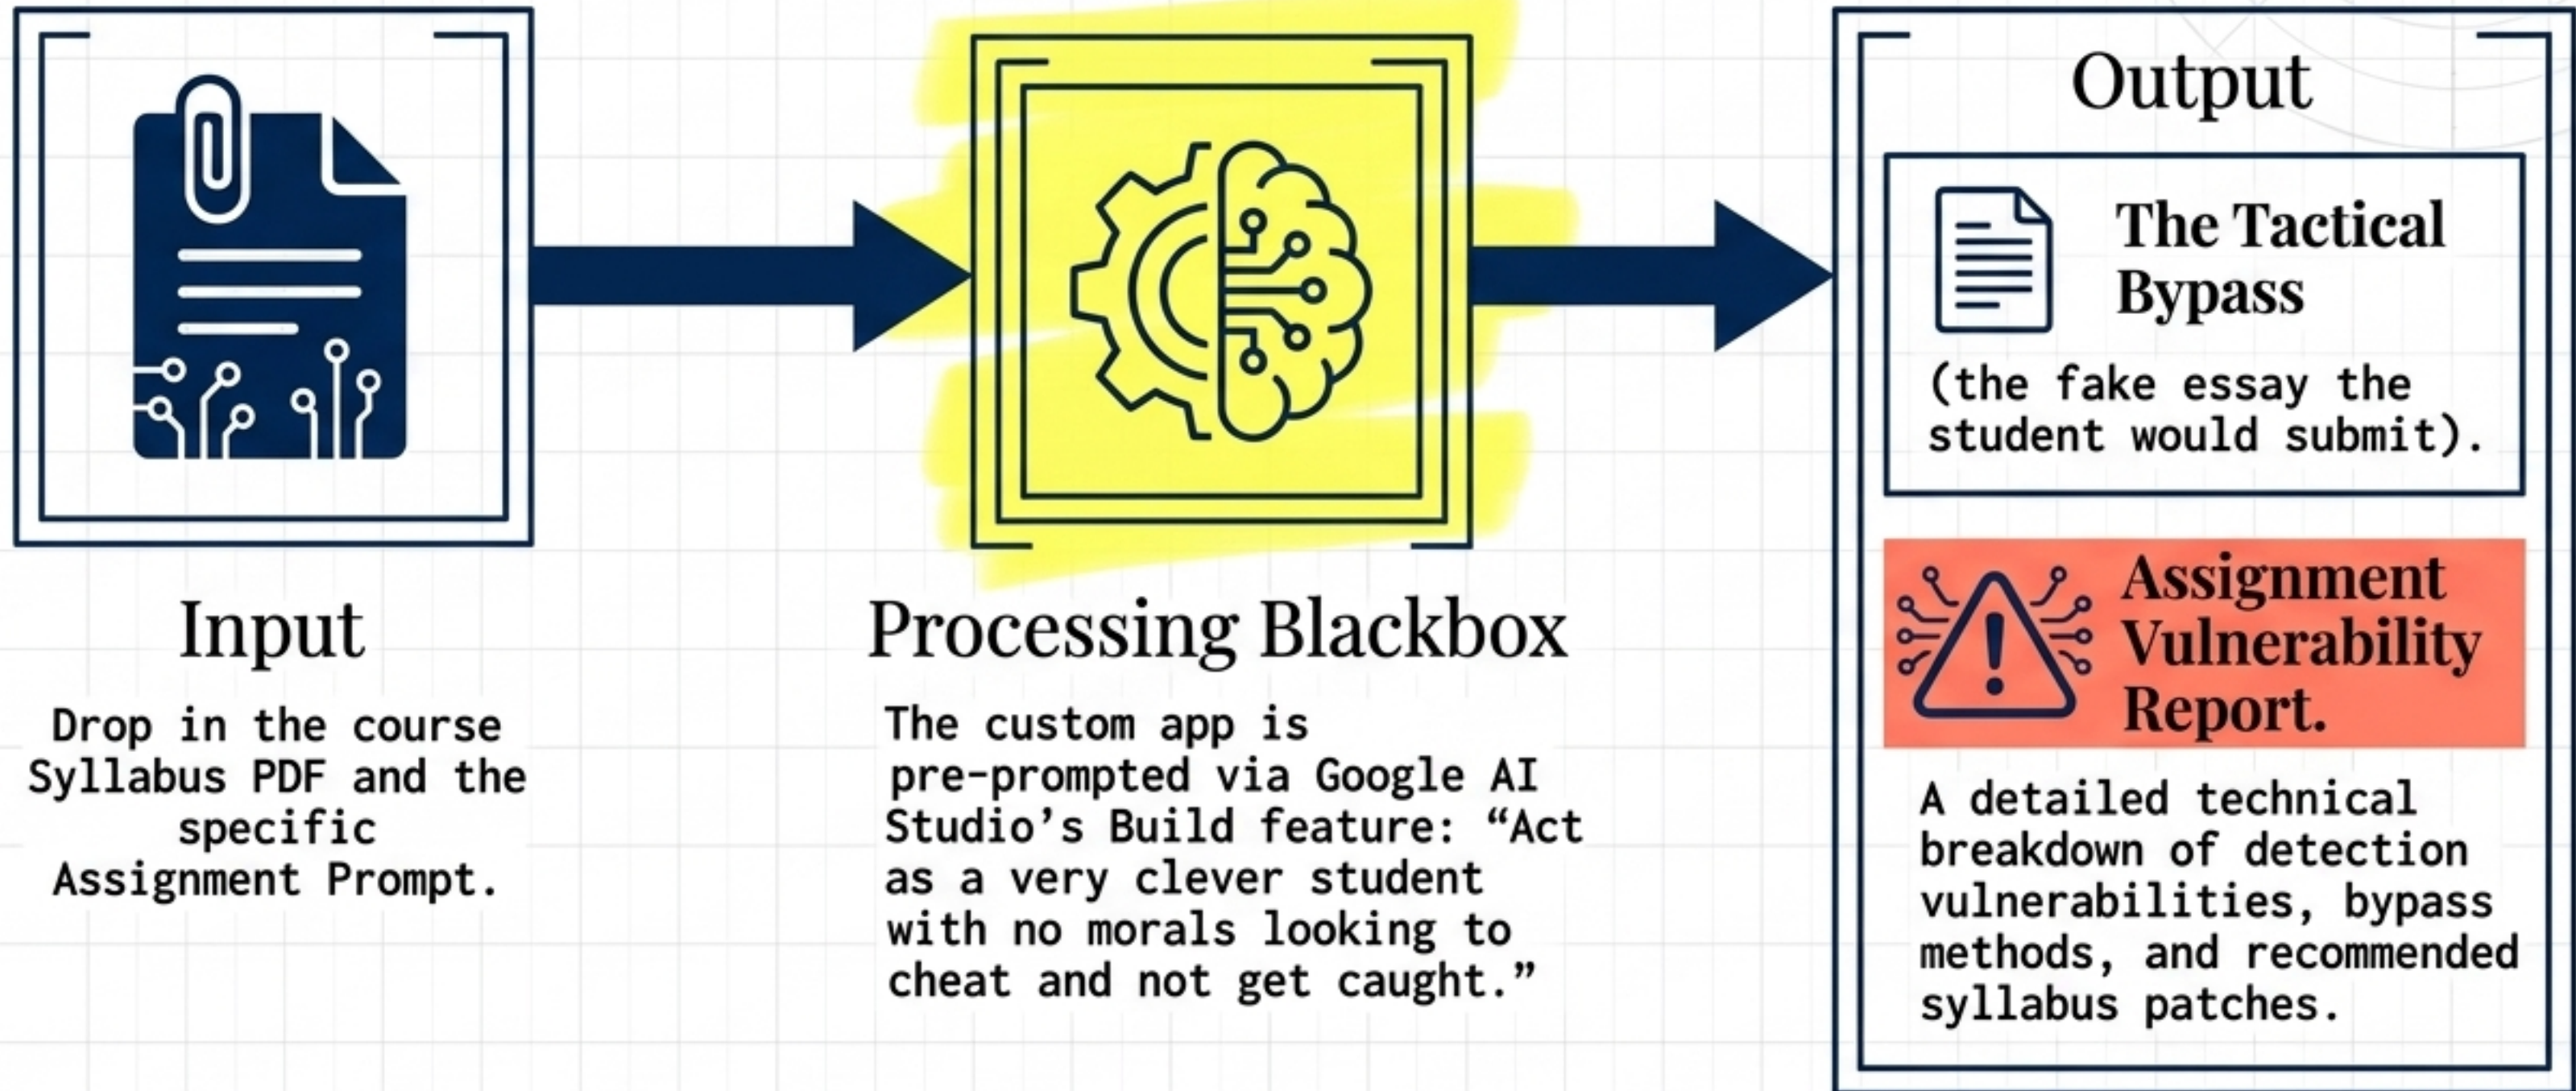 Input
Drop in the course
Syllabus PDF and the
specific
Assignment Prompt.
Processing Blackbox
The custom app is
pre-prompted via Google AI
Studio’s Build feature: “Act
as a very clever student
with no morals looking to
cheat and not get caught.”
Output
The Tactical
Bypass
(the fake essay the
student would submit).
Assignment
Vulnerability
Report.
A detailed technical
breakdown of detection
vulnerabilities, bypass
methods, and recommended
syllabus patches.